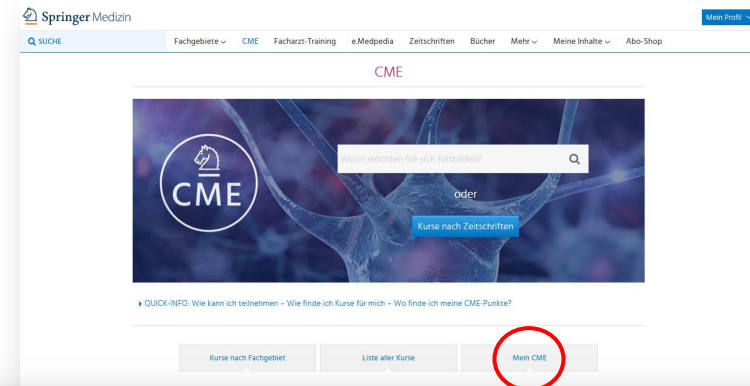 Springer Medizin
Mein Profil
SUCHE
Fachgebiete CME Facharzt-Training e.Medpedia Zeitschriften Bücher Mehr Meine Inhalte Abo-Shop
CME
CME
Worin möchten Sie sich fortbilden?
oder
Kurse nach Zeitschriften
QUICK-INFO: Wie kann ich teilnehmen – Wie finde ich Kurse für mich – Wo finde ich meine CME-Punkte?
Kurse nach Fachgebiet Liste aller Kurse Mein CME